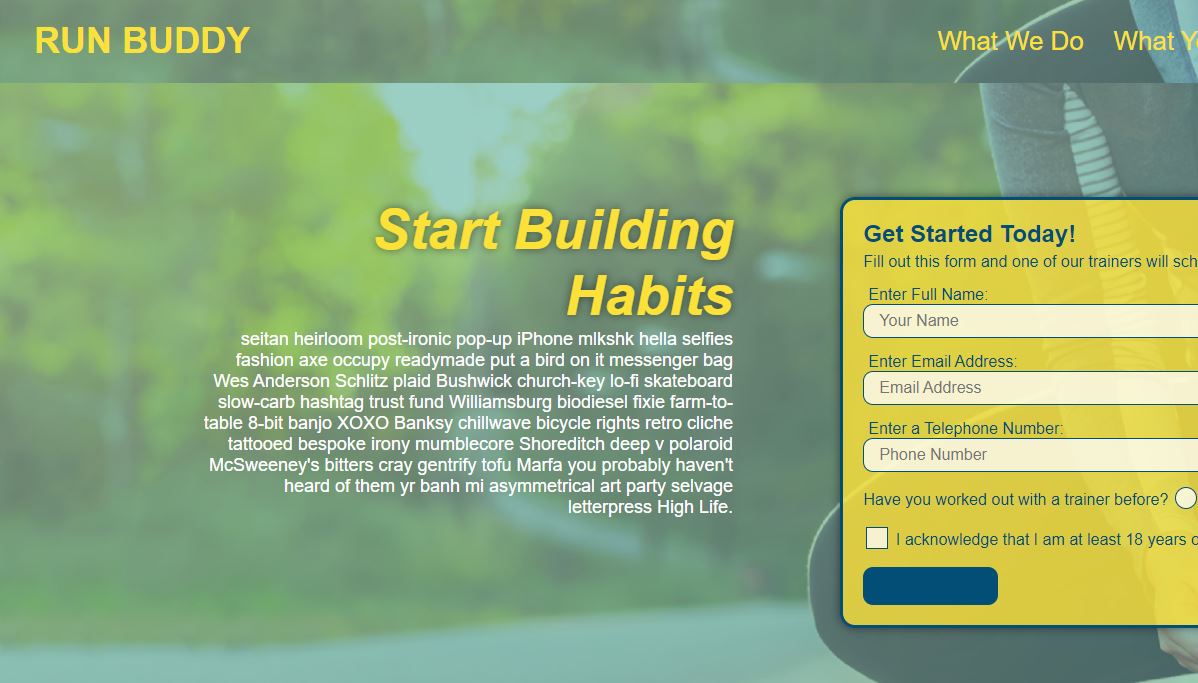 RUN BUDDY
What We Do
What
Start Building
Habits
seitan heirloom post-ironic pop-up iPhone mlkshk hella selfies
fashion axe occupy readymade put a bird on it messenger bag
Wes Anderson Schlitz plaid Bushwick church-key lo-fi skateboard
slow-carb hashtag trust fund Williamsburg biodiesel fixie farm-to-
table 8-bit banjo XOXO Banksy chillwave bicycle rights retro cliche
tattooed bespoke irony mumblecore Shoreditch deep v polaroid
McSweeney's bitters cray gentrify tofu Marfa you probably haven't
heard of them yr banh mi asymmetrical art party selvage
letterpress High Life.
Get Started Today!
Fill out this form and one of our trainers will sch
Enter Full Name:
Your Name
Enter Email Address:
Email Address
Enter a Telephone Number:
Phone Number
Have you worked out with a trainer before?
I acknowledge that I am at least 18 years